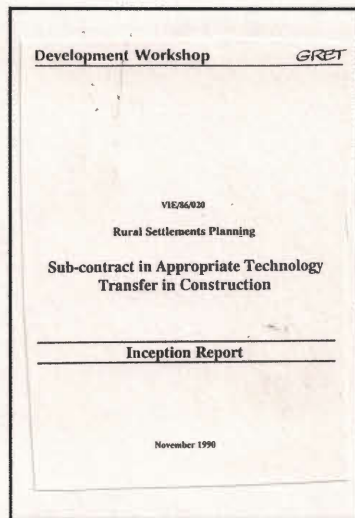 Development Workshop GRET
VIE/86/020
Rural Settlements Planning
Sub-contract in Appropriate Technology
Transfer in Construction
Inception Report
November 1990